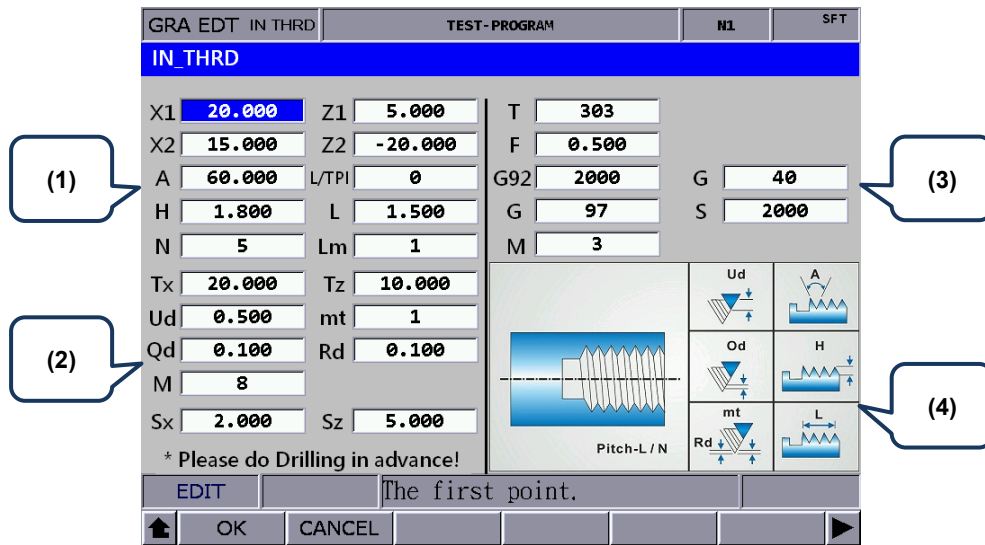 GRA EDT IN THRD TEST-PROGRAM N1 SFT
IN_THRD
X1 20.000 Z1 5.000 T 303
X2 15.000 Z2 -20.000 F 0.500
A 60.000 L/TPI 0 G92 2000 G 40
H 1.800 L 1.500 G 97 S 2000
N 5 Lm 1 M 3
Tx 20.000 Tz 10.000
Ud 0.500 mt 1
Qd 0.100 Rd 0.100
M 8
Sx 2.000 Sz 5.000
* Please do Drilling in advance!
Ud A
Od H
mt L
Rd
Pitch-L / N
EDIT The first point.
OK CANCEL
(1)
(2)
(3)
(4)